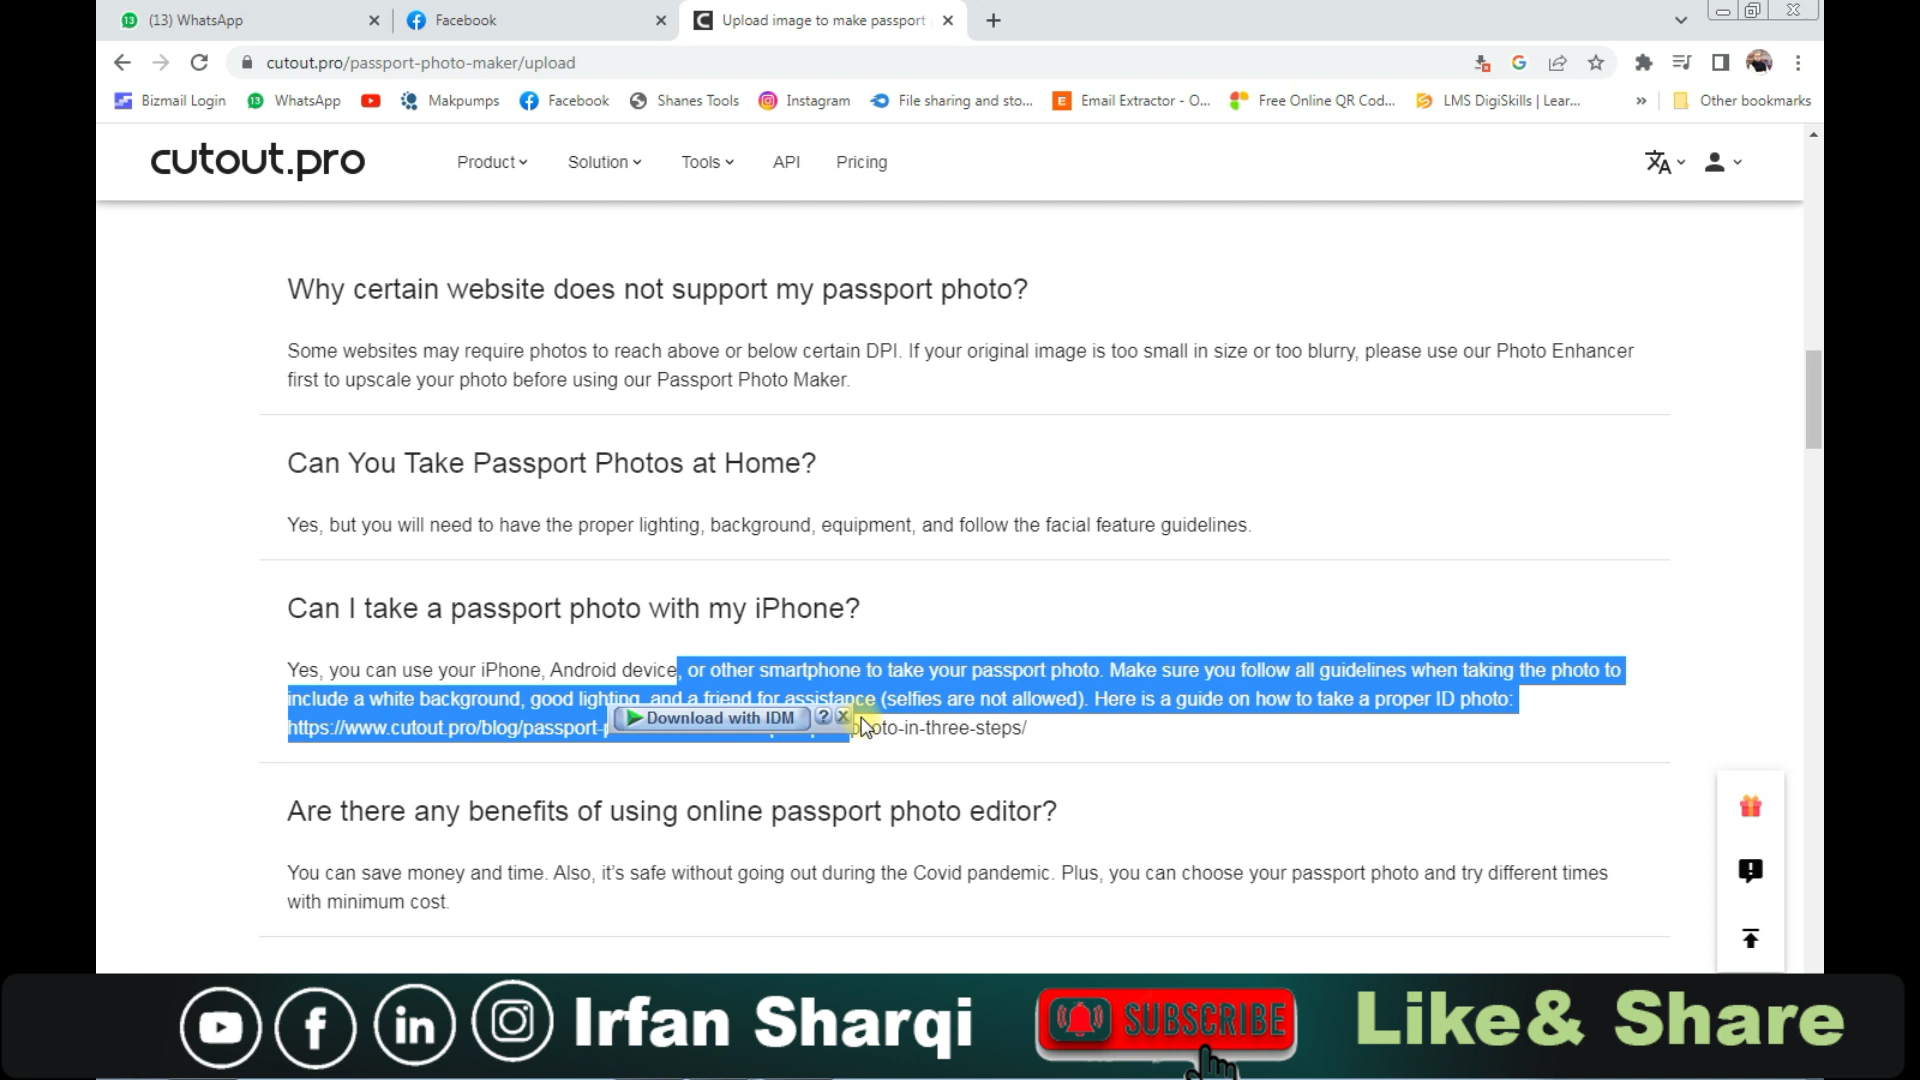 13
(13) WhatsApp
Facebook
Upload image to make passport
cutout.pro/passport-photo-maker/upload
Bizmail Login
13
WhatsApp
Makpumps
Facebook
Shanes Tools
Instagram
File sharing and sto...
Email Extractor - O...
Free Online QR Cod...
LMS DigiSkills | Lear...
»
Other bookmarks
cutout.pro
Product
Solution
Tools
API
Pricing
Why certain website does not support my passport photo?
Some websites may require photos to reach above or below certain DPI. If your original image is too small in size or too blurry, please use our Photo Enhancer
first to upscale your photo before using our Passport Photo Maker.
Can You Take Passport Photos at Home?
Yes, but you will need to have the proper lighting, background, equipment, and follow the facial feature guidelines.
Can I take a passport photo with my iPhone?
Yes, you can use your iPhone, Android device, or other smartphone to take your passport photo. Make sure you follow all guidelines when taking the photo to
include a white background, good lighting, and a friend for assistance (selfies are not allowed). Here is a guide on how to take a proper ID photo:
Download with IDM
https://www.cutout.pro/blog/passport- photo-in-three-steps/
Are there any benefits of using online passport photo editor?
You can save money and time. Also, it's safe without going out during the Covid pandemic. Plus, you can choose your passport photo and try different times
with minimum cost.
Irfan Sharqi
SUBSCRIBE
Like& Share